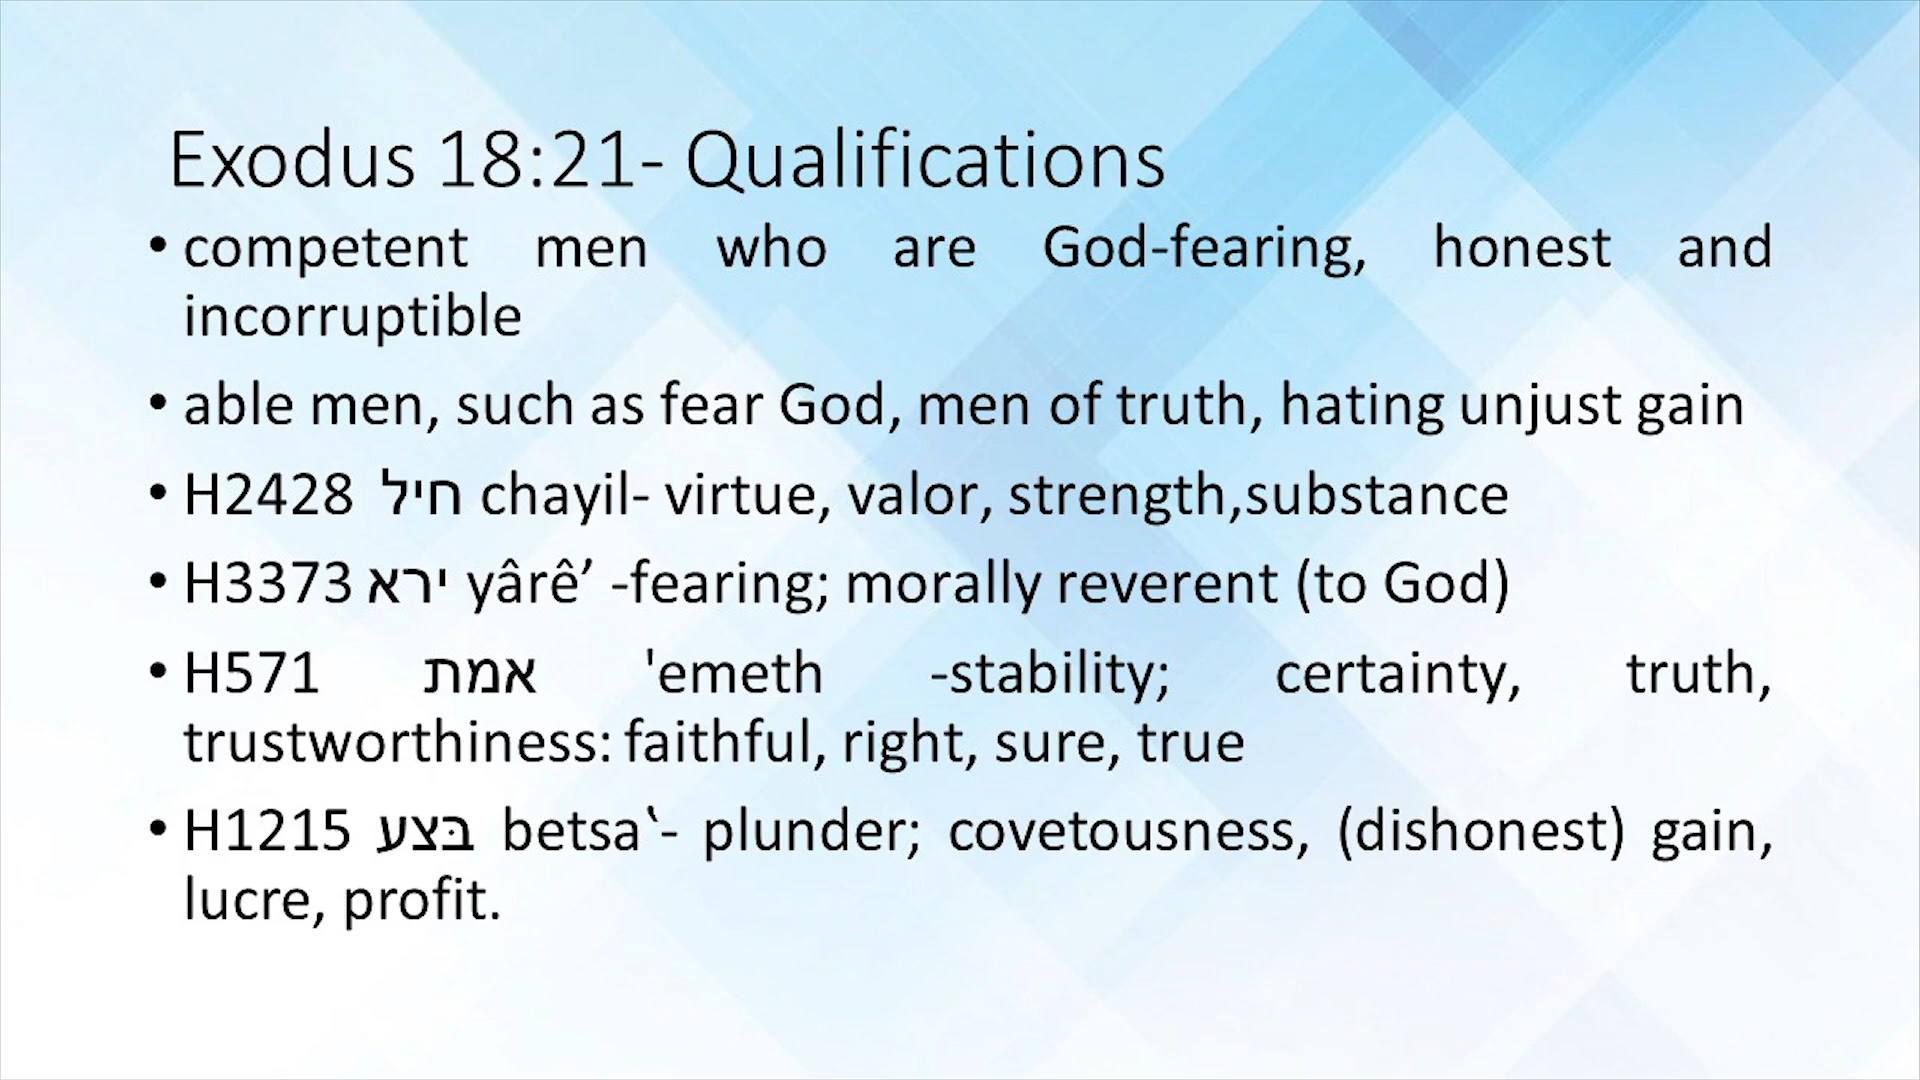 Exodus 18:21- Qualifications
• competent men who are God-fearing, honest and
incorruptible
• able men, such as fear God, men of truth, hating unjust gain
• H2428 חיל chayil- virtue, valor, strength,substance
• H3373 ירא yârê’ -fearing; morally reverent (to God)
• H571 אמת 'emeth -stability; certainty, truth,
trustworthiness: faithful, right, sure, true
• H1215 בּצע betsa‛- plunder; covetousness, (dishonest) gain,
lucre, profit.